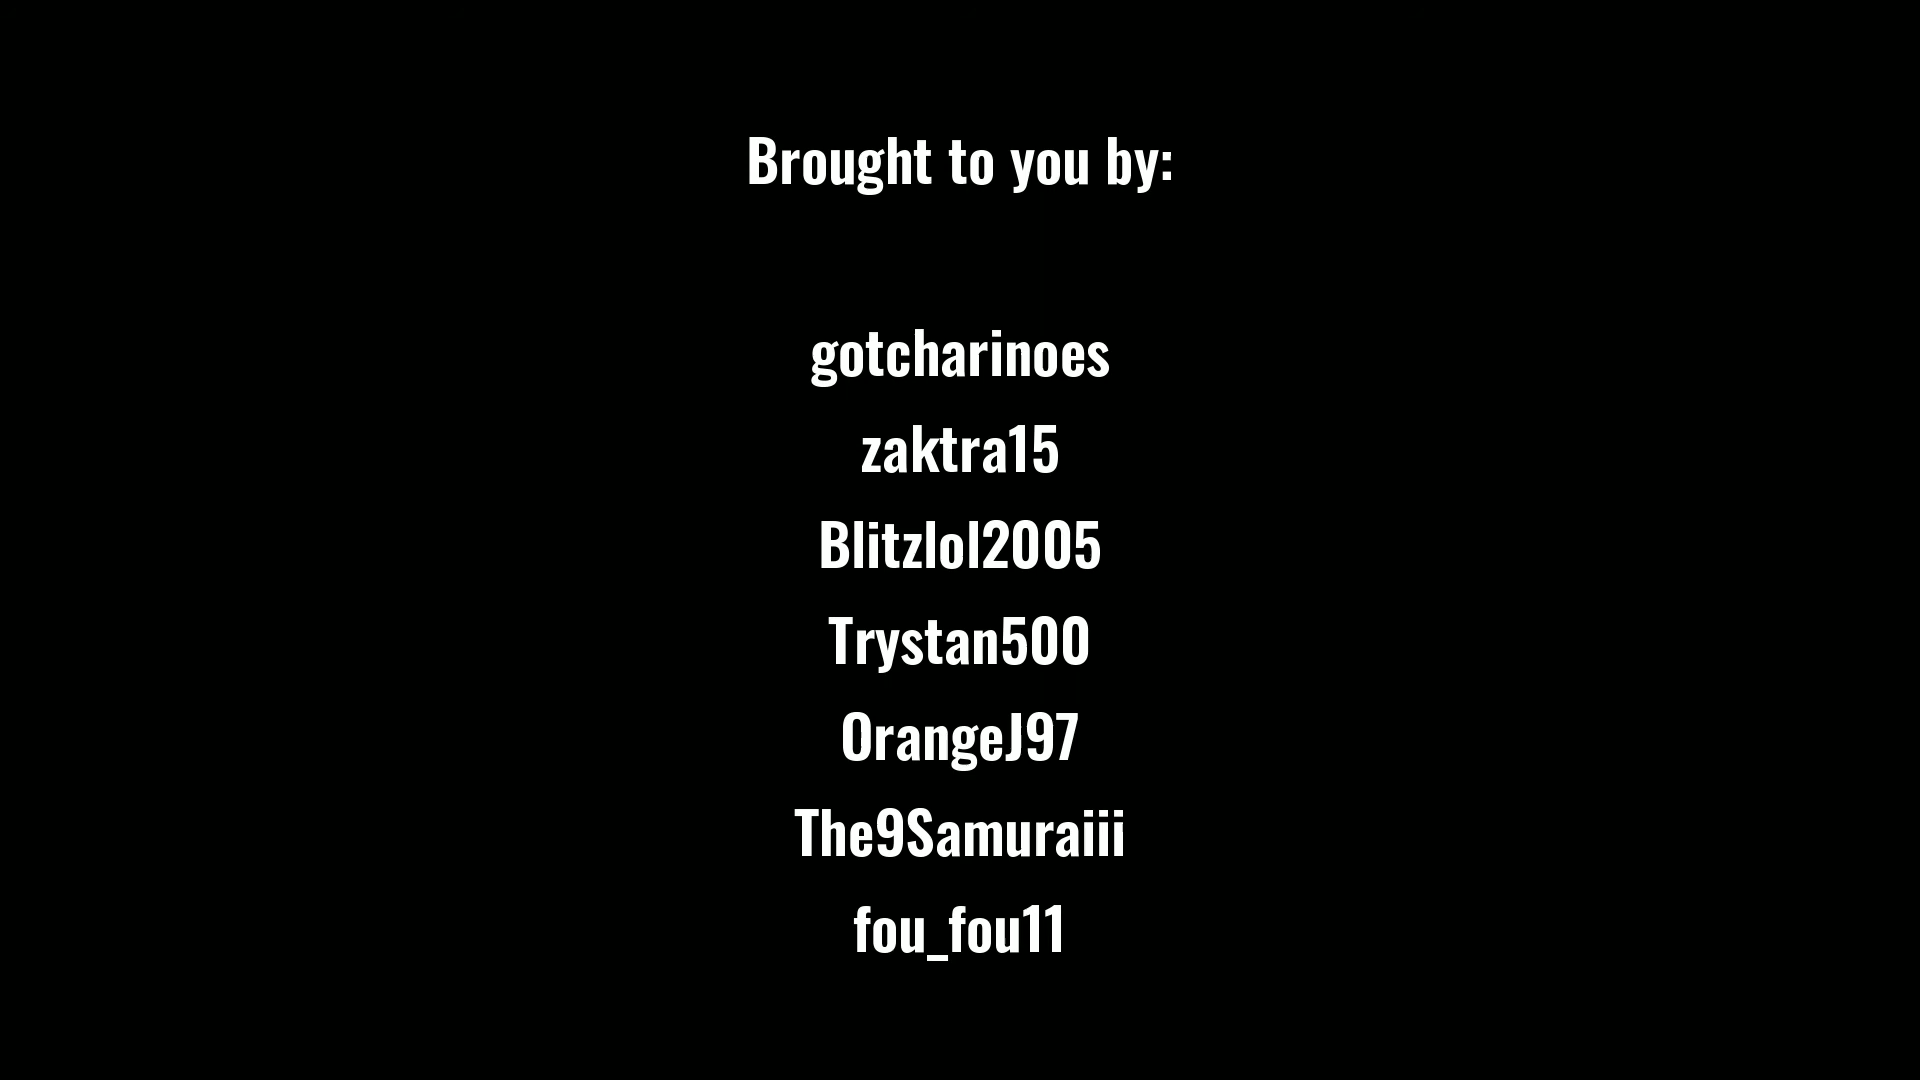 Brought to you by:
gotcharinoes
zaktra15
Blitzlol2005
Trystan500
OrangeJ97
The9Samuraiii
fou_fou11